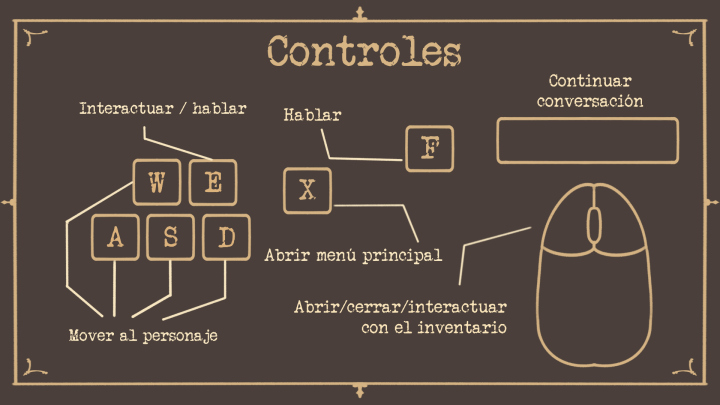 Controles
Continuar
conversación
Interactuar / hablar
Hablar
F
W E
X
A S D
Abrir menú principal
Abrir/cerrar/interactuar
con el inventario
Mover al personaje